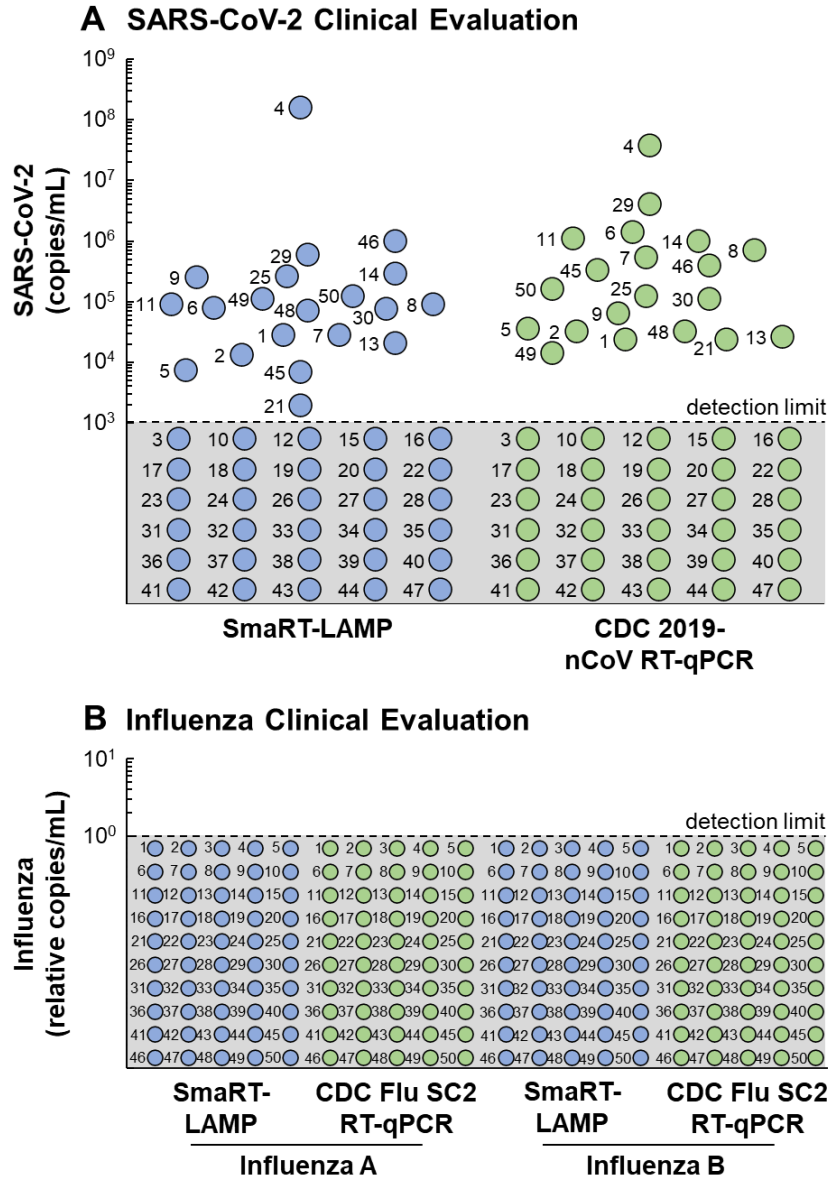 A SARS-CoV-2 Clinical Evaluation
SARS-CoV-2
(copies/mL)
10⁹
10⁸
10⁷
10⁶
10⁵
10⁴
10³
4
29
46
9
25
14
11
6
49
48
50
30
8
1
7
13
2
5
45
21
4
29
11
6
14
8
7
46
45
50
25
30
9
5
2
48
49
1
21
13
detection limit
3 10 12 15 16 3 10 12 15 16
17 18 19 20 22 17 18 19 20 22
23 24 26 27 28 23 24 26 27 28
31 32 33 34 35 31 32 33 34 35
36 37 38 39 40 36 37 38 39 40
41 42 43 44 47 41 42 43 44 47
SmaRT-LAMP
CDC 2019-
nCoV RT-qPCR
B Influenza Clinical Evaluation
Influenza
(relative copies/mL)
10¹
10⁰
detection limit
1 2 3 4 5 1 2 3 4 5 1 2 3 4 5 1 2 3 4 5
6 7 8 9 10 6 7 8 9 10 6 7 8 9 10 6 7 8 9 10
11 12 13 14 15 11 12 13 14 15 11 12 13 14 15 11 12 13 14 15
16 17 18 19 20 16 17 18 19 20 16 17 18 19 20 16 17 18 19 20
21 22 23 24 25 21 22 23 24 25 21 22 23 24 25 21 22 23 24 25
26 27 28 29 30 26 27 28 29 30 26 27 28 29 30 26 27 28 29 30
31 32 33 34 35 31 32 33 34 35 31 32 33 34 35 31 32 33 34 35
36 37 38 39 40 36 37 38 39 40 36 37 38 39 40 36 37 38 39 40
41 42 43 44 45 41 42 43 44 45 41 42 43 44 45 41 42 43 44 45
46 47 48 49 50 46 47 48 49 50 46 47 48 49 50 46 47 48 49 50
SmaRT-
LAMP
CDC Flu SC2
RT-qPCR
SmaRT-
LAMP
CDC Flu SC2
RT-qPCR
Influenza A
Influenza B